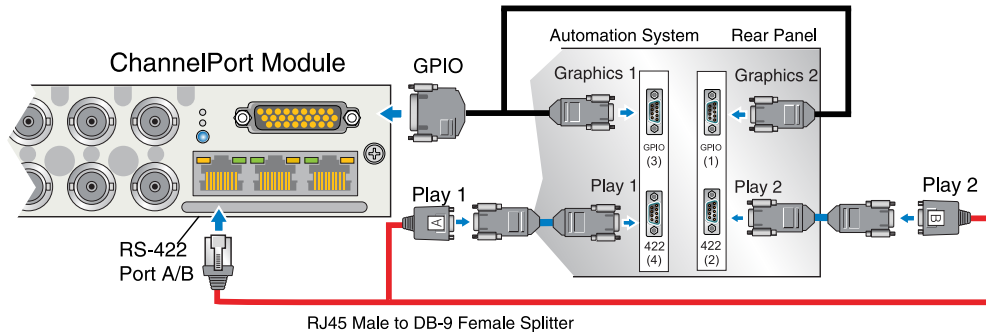 Automation System
Rear Panel
ChannelPort Module
GPIO
Graphics 1
Graphics 2
GPIO
(3)
GPIO
(1)
Play 1
Play 1
Play 2
Play 2
A
B
422
(4)
422
(2)
RS-422
Port A/B
RJ45 Male to DB-9 Female Splitter